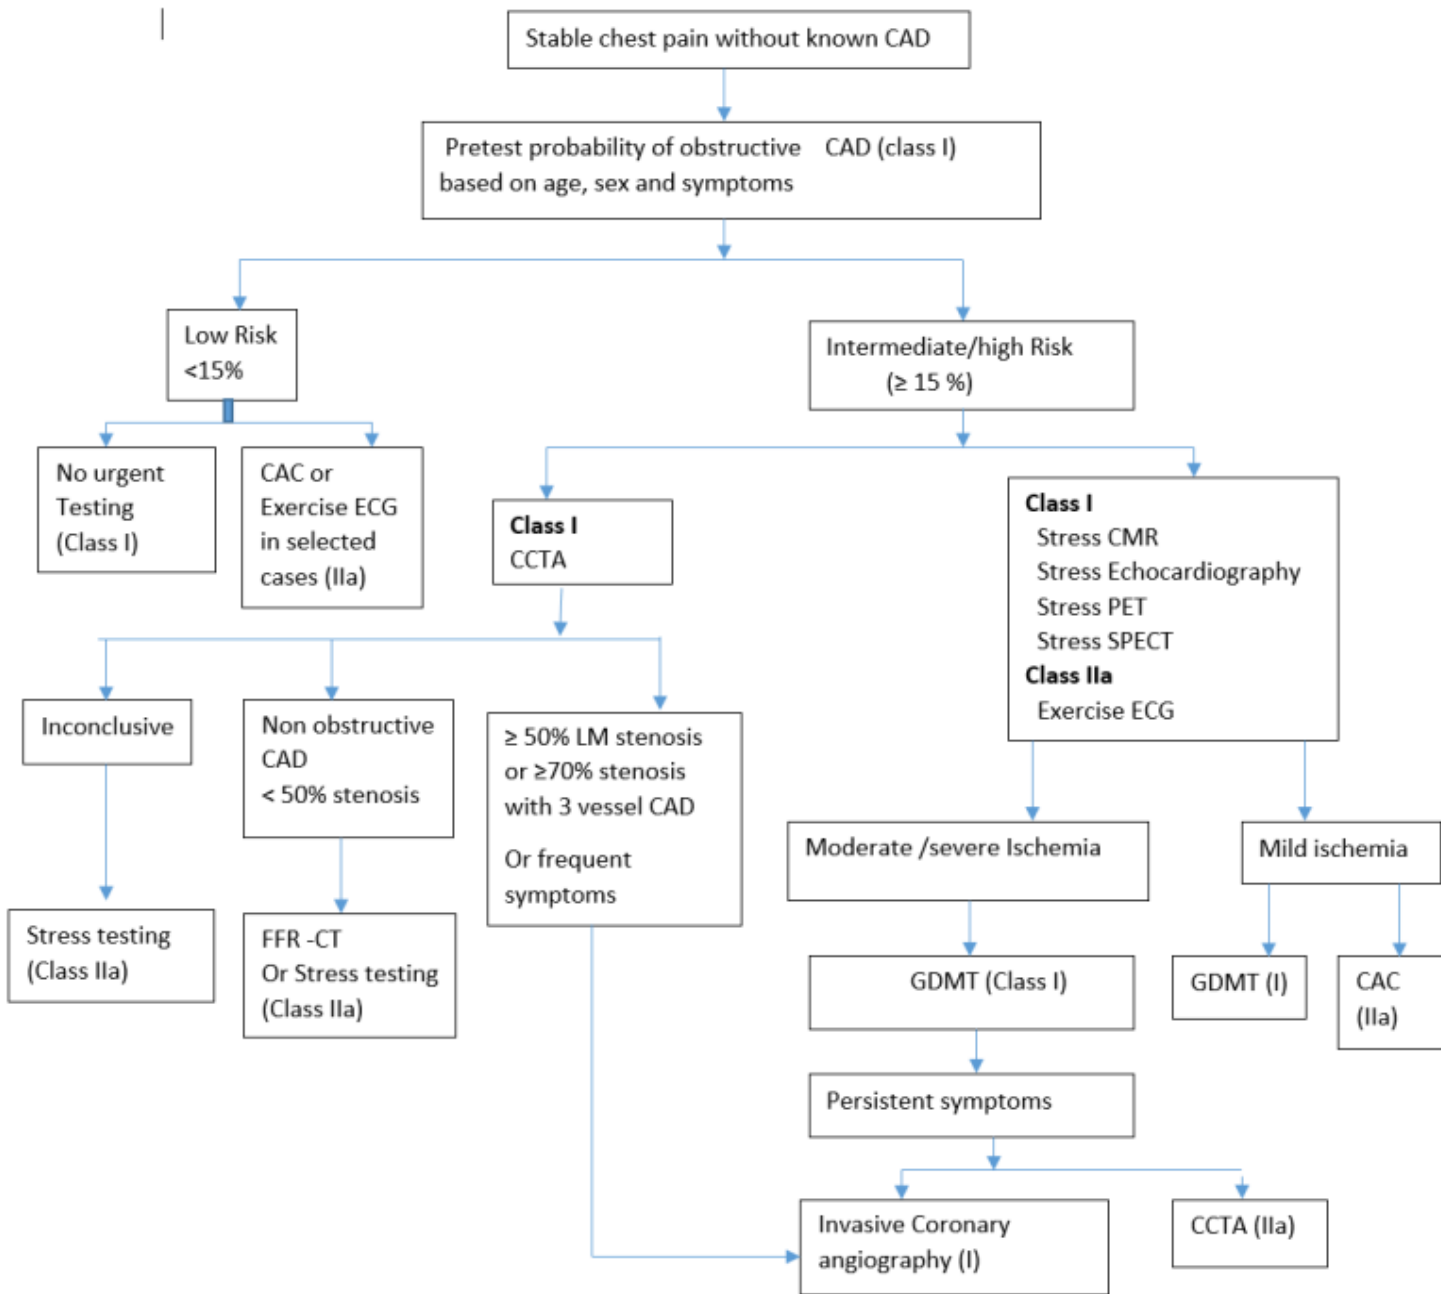 Stable chest pain without known CAD
Pretest probability of obstructive CAD (class I)
based on age, sex and symptoms
Low Risk
<15%
Intermediate/high Risk
(≥ 15 %)
No urgent
Testing
(Class I)
CAC or
Exercise ECG
in selected
cases (IIa)
Class I
CCTA
Class I
Stress CMR
Stress Echocardiography
Stress PET
Stress SPECT
Class IIa
Exercise ECG
Inconclusive
Non obstructive
CAD
< 50% stenosis
≥ 50% LM stenosis
or ≥70% stenosis
with 3 vessel CAD
Or frequent
symptoms
Moderate /severe Ischemia
Mild ischemia
Stress testing
(Class IIa)
FFR -CT
Or Stress testing
(Class IIa)
GDMT (Class I)
GDMT (I)
CAC
(IIa)
Persistent symptoms
Invasive Coronary
angiography (I)
CCTA (IIa)